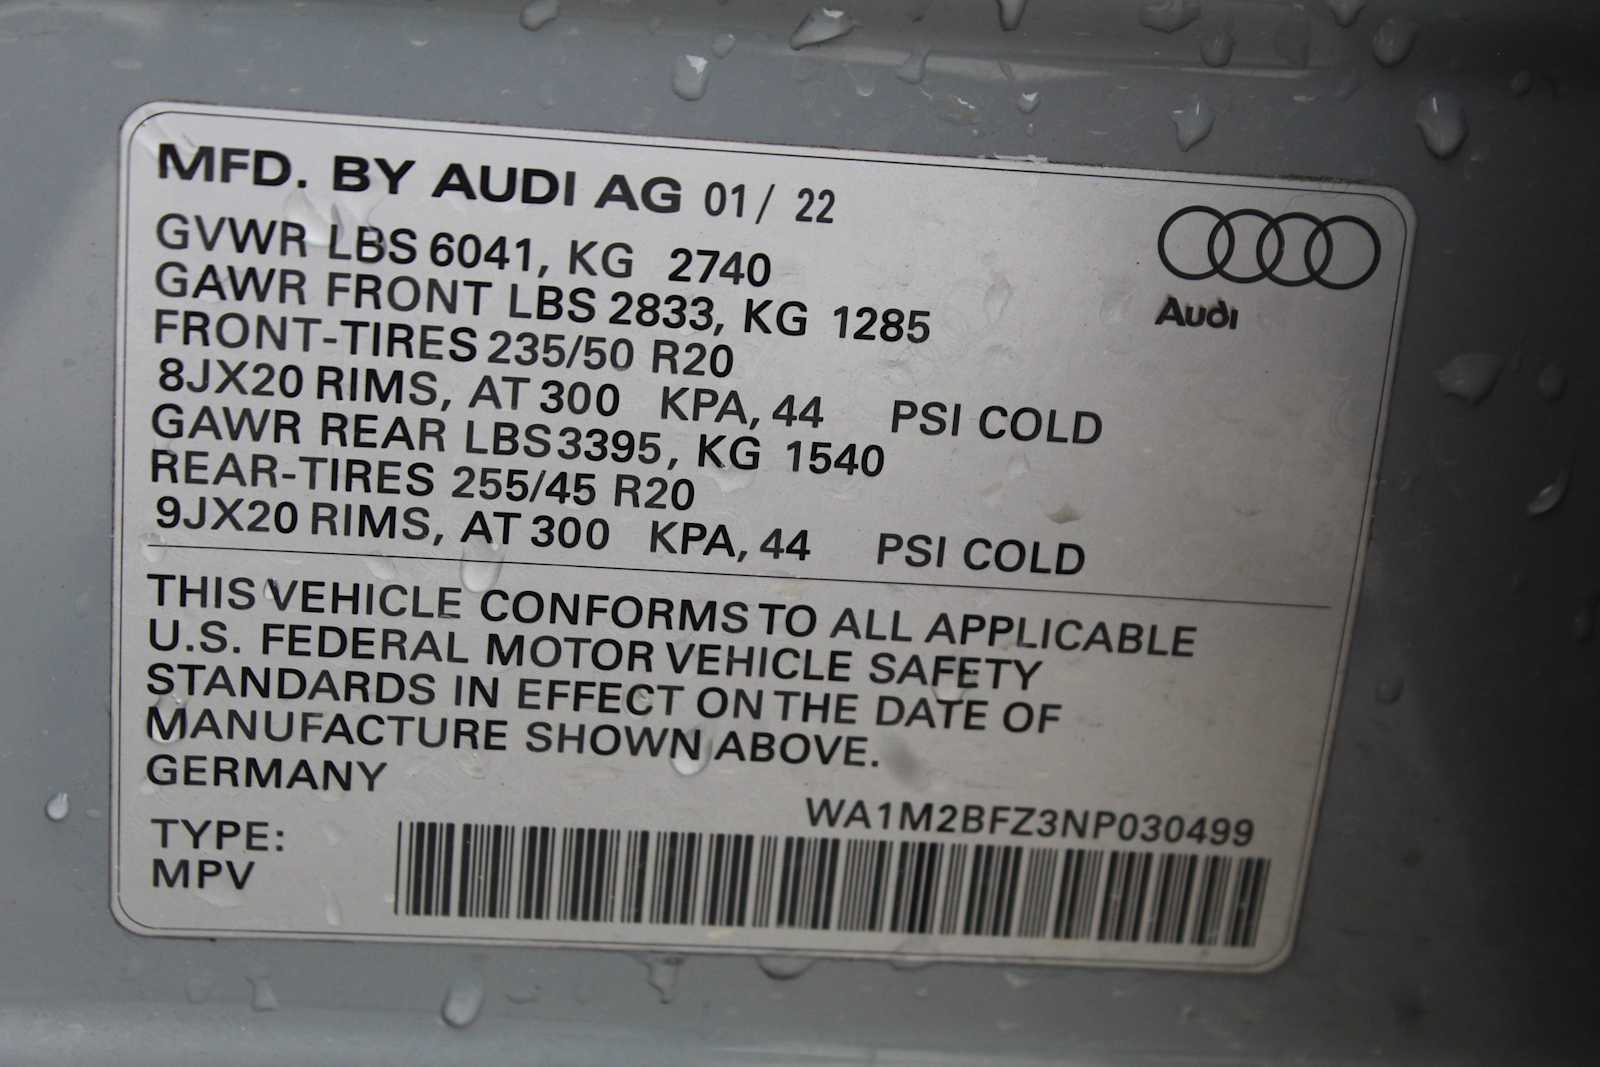 MFD. BY AUDI AG 01/ 22
GVWR LBS 6041, KG 2740
GAWR FRONT LBS 2833, KG 1285
FRONT-TIRES 235/50 R20
8JX20 RIMS, AT 300 KPA, 44 PSI COLD
GAWR REAR LBS 3395, KG 1540
REAR-TIRES 255/45 R20
9JX20 RIMS, AT 300 KPA, 44 PSI COLD
Audi
THIS VEHICLE CONFORMS TO ALL APPLICABLE
U.S. FEDERAL MOTOR VEHICLE SAFETY
STANDARDS IN EFFECT ON THE DATE OF
MANUFACTURE SHOWN ABOVE.
GERMANY
WA1M2BFZ3NP030499
TYPE:
MPV